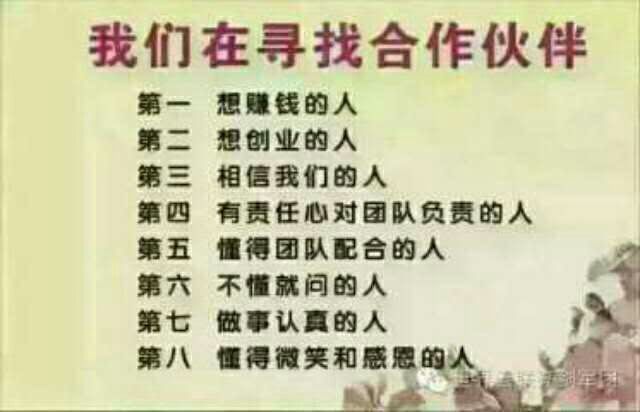 我们在寻找合作伙伴
第一 想赚钱的人
第二 想创业的人
第三 相信我们的人
第四 有责任心对团队负责的人
第五 懂得团队配合的人
第六 不懂就问的人
第七 做事认真的人
第八 懂得微笑和感恩的人